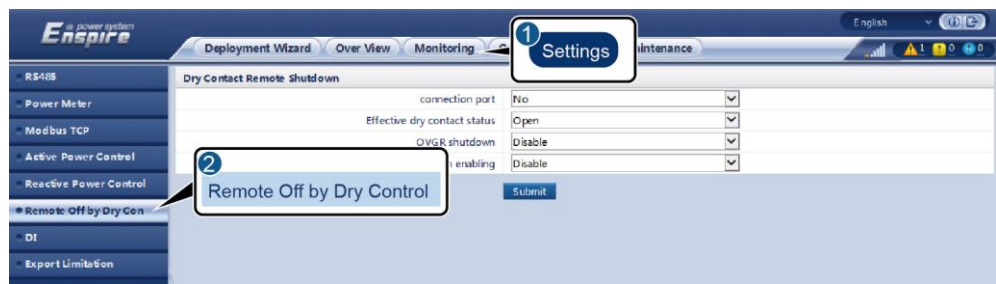 Enspire
e power system
English
Deployment Wizard
Over View
Monitoring
1
Settings
intenance
1
0
0
RS485
Power Meter
Modbus TCP
Active Power Control
Reactive Power Control
Remote Off by Dry Con
DI
Export Limitation
Dry Contact Remote Shutdown
connection port No
Effective dry contact status Open
OVGR shutdown Disable
n enabling Disable
Submit
2
Remote Off by Dry Control